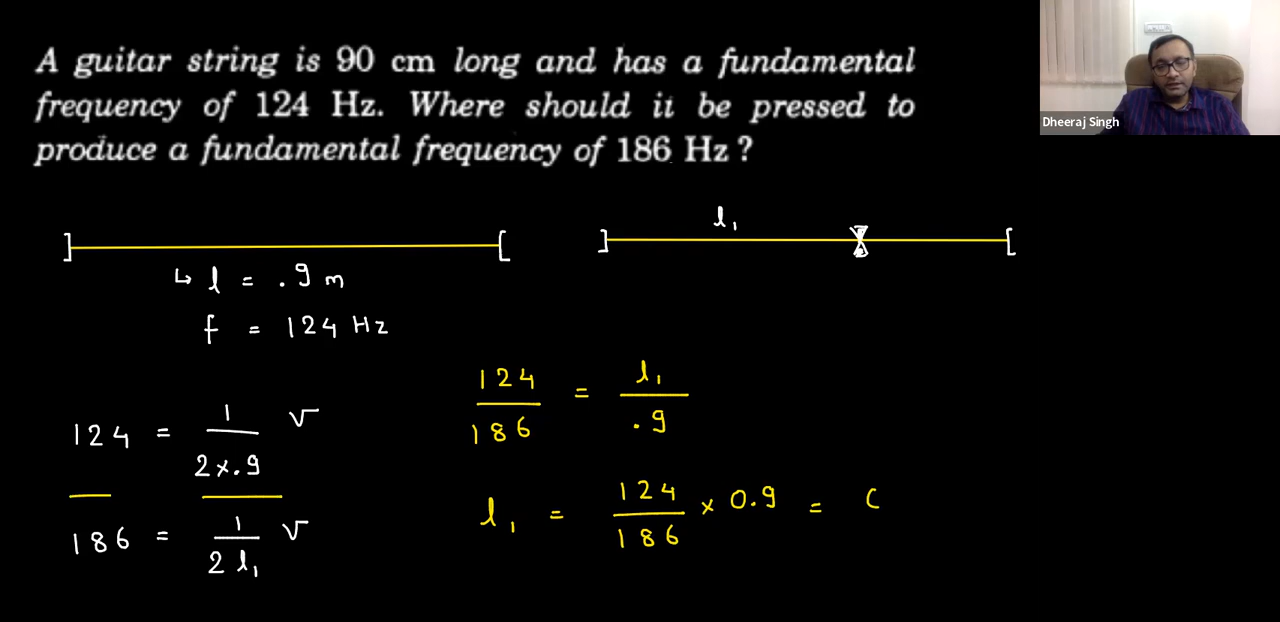 A guitar string is 90 cm long and has a fundamental
frequency of 124 Hz. Where should it be pressed to
produce a fundamental frequency of 186 Hz ?
Dheeraj Singh
l₁
↳ l = .9 m
f = 124 Hz
124 = 1 / 2×.9 v
186 = 1 / 2 l₁ v
124 / 186 = l₁ / .9
l₁ = 124 / 186 × 0.9 = C